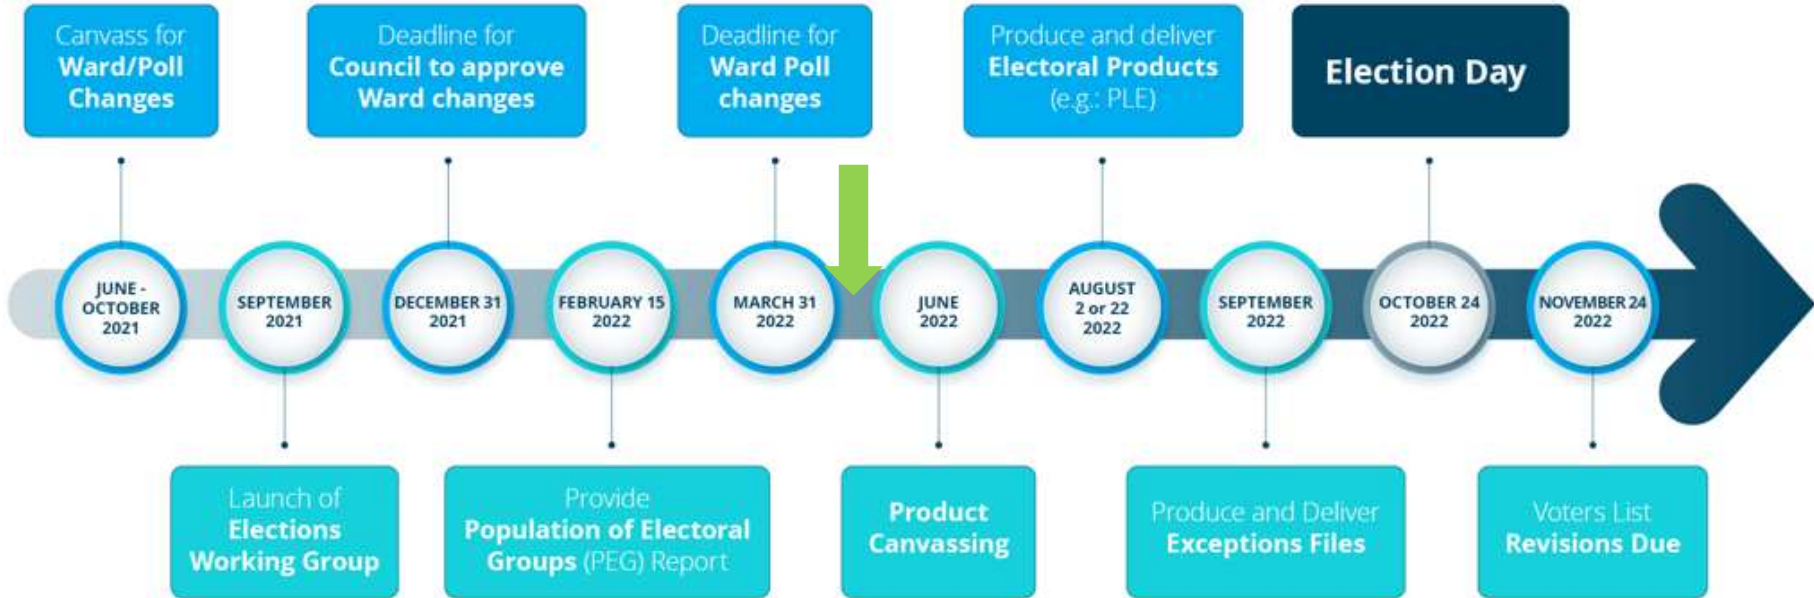 Canvass for
Ward/Poll
Changes
Deadline for
Council to approve
Ward changes
Deadline for
Ward Poll
changes
Produce and deliver
Electoral Products
(e.g.: PLE)
Election Day
JUNE -
OCTOBER
2021
SEPTEMBER
2021
DECEMBER 31
2021
FEBRUARY 15
2022
MARCH 31
2022
JUNE
2022
AUGUST
2 or 22
2022
SEPTEMBER
2022
OCTOBER 24
2022
NOVEMBER 24
2022
Launch of
Elections
Working Group
Provide
Population of Electoral
Groups (PEG) Report
Product
Canvassing
Produce and Deliver
Exceptions Files
Voters List
Revisions Due